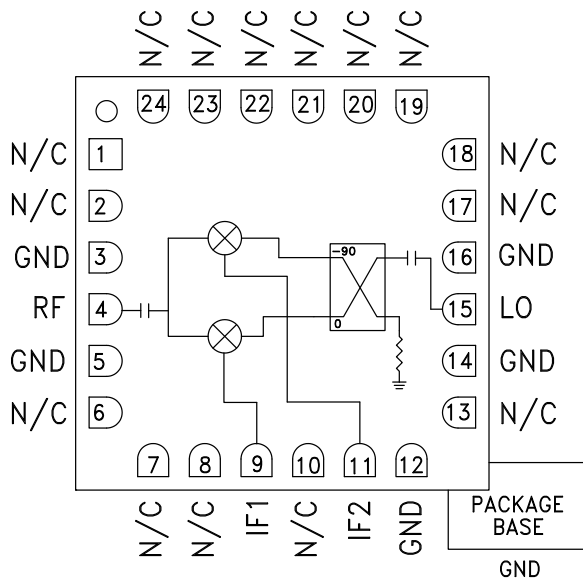 N/C N/C N/C N/C N/C N/C
24 23 22 21 20 19
N/C 1 18 N/C
N/C 2 17 N/C
GND 3 16 GND
-90
RF 4 15 LO
0
GND 5 14 GND
N/C 6 13 N/C
7 8 9 10 11 12
N/C N/C IF1 N/C IF2 GND
PACKAGE
BASE
GND